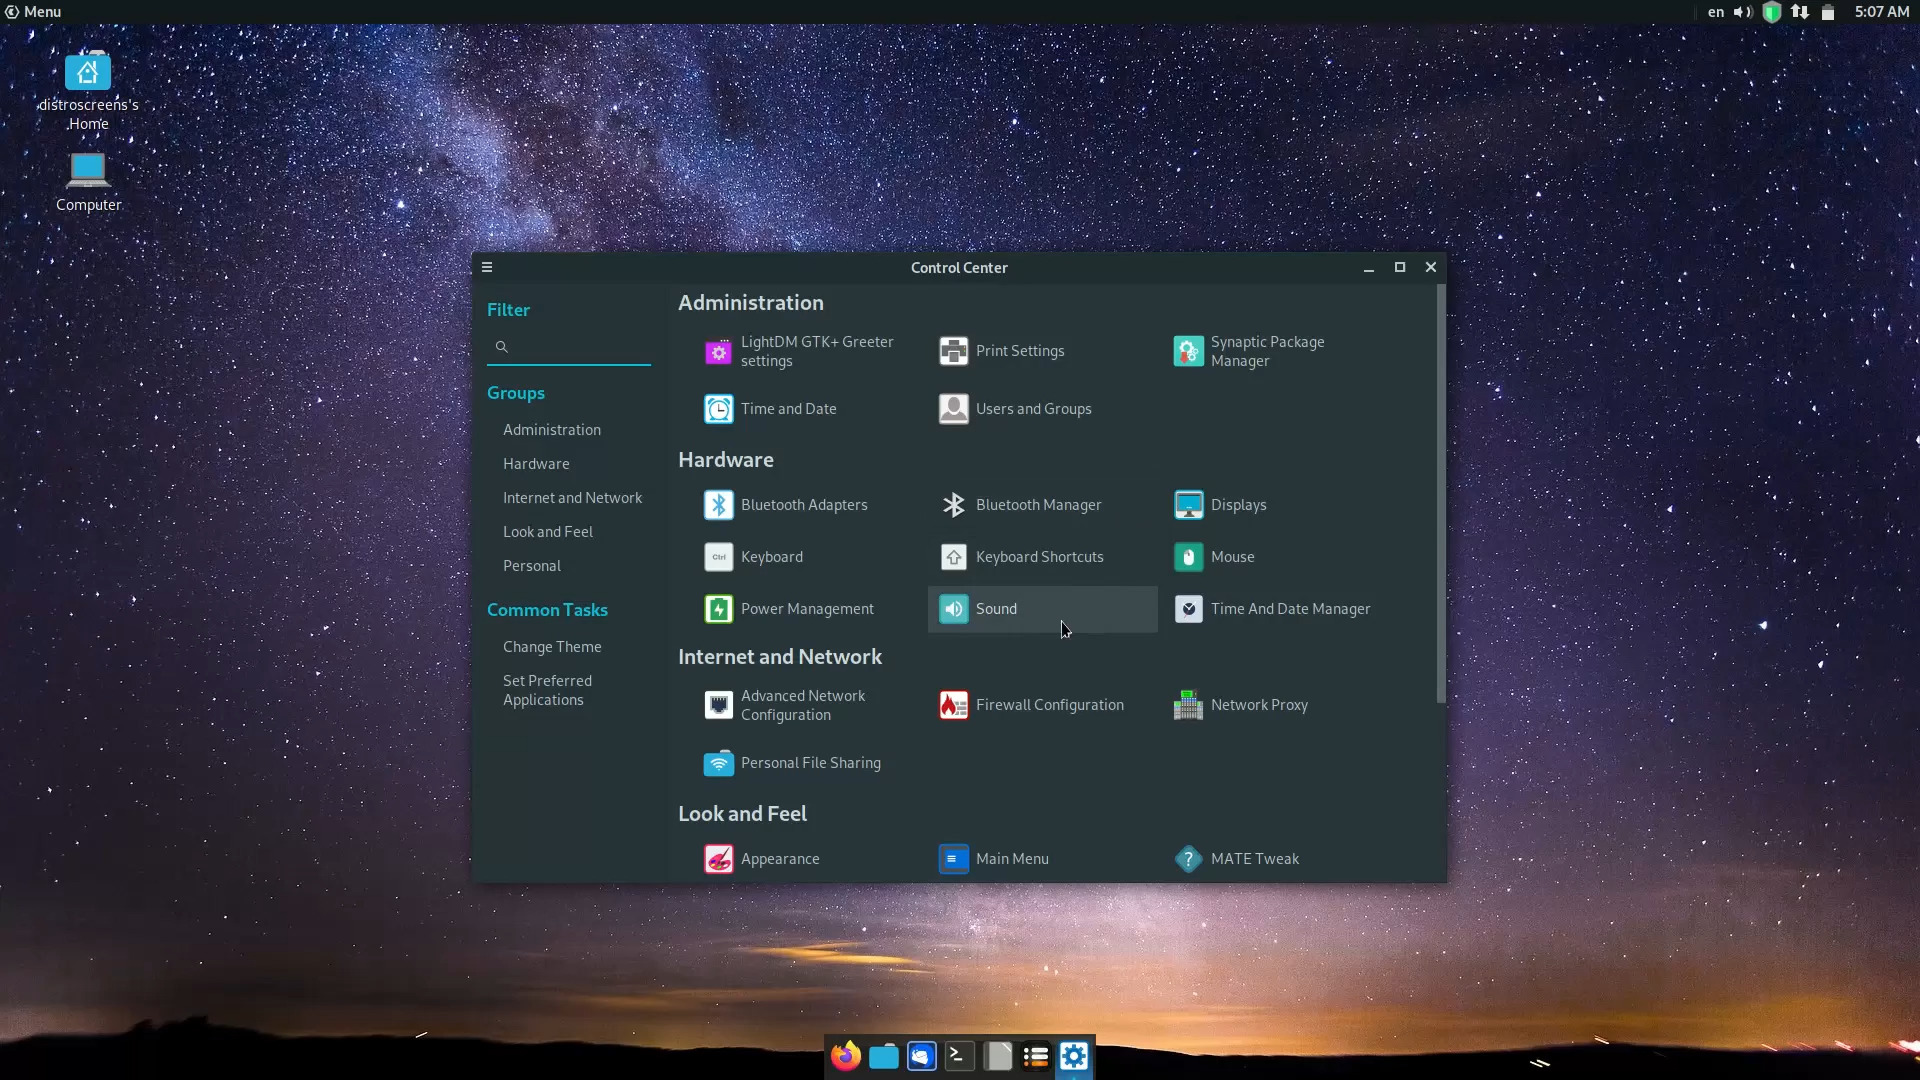 Menu
en
5:07 AM
distroscreens's
Home
Computer
Control Center
Filter
Groups
Administration
Hardware
Internet and Network
Look and Feel
Personal
Common Tasks
Change Theme
Set Preferred
Applications
Administration
LightDM GTK+ Greeter
settings
Print Settings
Synaptic Package
Manager
Time and Date
Users and Groups
Hardware
Bluetooth Adapters
Bluetooth Manager
Displays
Ctrl
Keyboard
Keyboard Shortcuts
Mouse
Power Management
Sound
Time And Date Manager
Internet and Network
Advanced Network
Configuration
Firewall Configuration
Network Proxy
Personal File Sharing
Look and Feel
Appearance
Main Menu
MATE Tweak